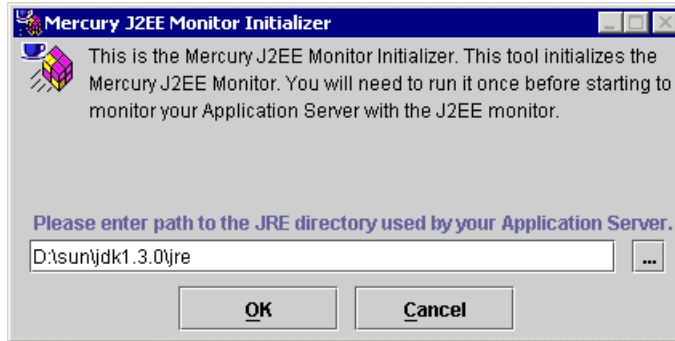 Mercury J2EE Monitor Initializer
This is the Mercury J2EE Monitor Initializer. This tool initializes the
Mercury J2EE Monitor. You will need to run it once before starting to
monitor your Application Server with the J2EE monitor.
Please enter path to the JRE directory used by your Application Server.
D:\sun\jdk1.3.0\jre
...
OK
Cancel